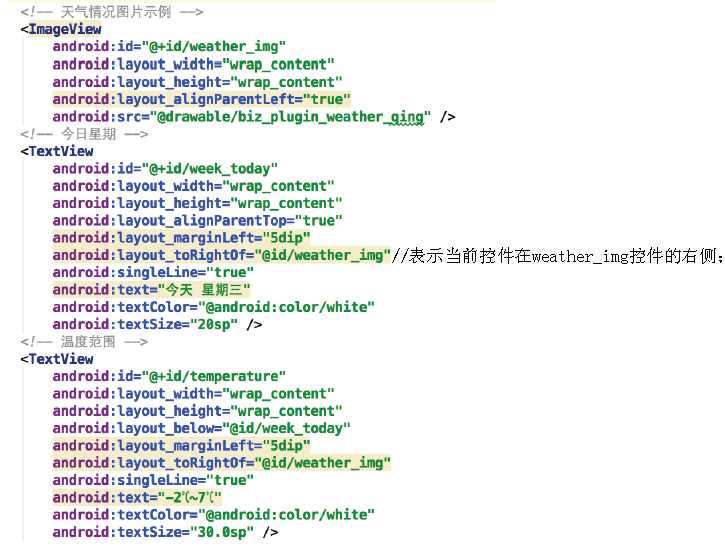 <!-- 天气情况图片示例 -->
<ImageView
android:id="@+id/weather_img"
android:layout_width="wrap_content"
android:layout_height="wrap_content"
android:layout_alignParentLeft="true"
android:src="@drawable/biz_plugin_weather_qing" />
<!-- 今日星期 -->
<TextView
android:id="@+id/week_today"
android:layout_width="wrap_content"
android:layout_height="wrap_content"
android:layout_alignParentTop="true"
android:layout_marginLeft="5dip"
android:layout_toRightOf="@id/weather_img"//表示当前控件在weather_img控件的右侧;
android:singleLine="true"
android:text="今天 星期三"
android:textColor="@android:color/white"
android:textSize="20sp" />
<!-- 温度范围 -->
<TextView
android:id="@+id/temperature"
android:layout_width="wrap_content"
android:layout_height="wrap_content"
android:layout_below="@id/week_today"
android:layout_marginLeft="5dip"
android:layout_toRightOf="@id/weather_img"
android:singleLine="true"
android:text="-2℃~7℃"
android:textColor="@android:color/white"
android:textSize="30.0sp" />